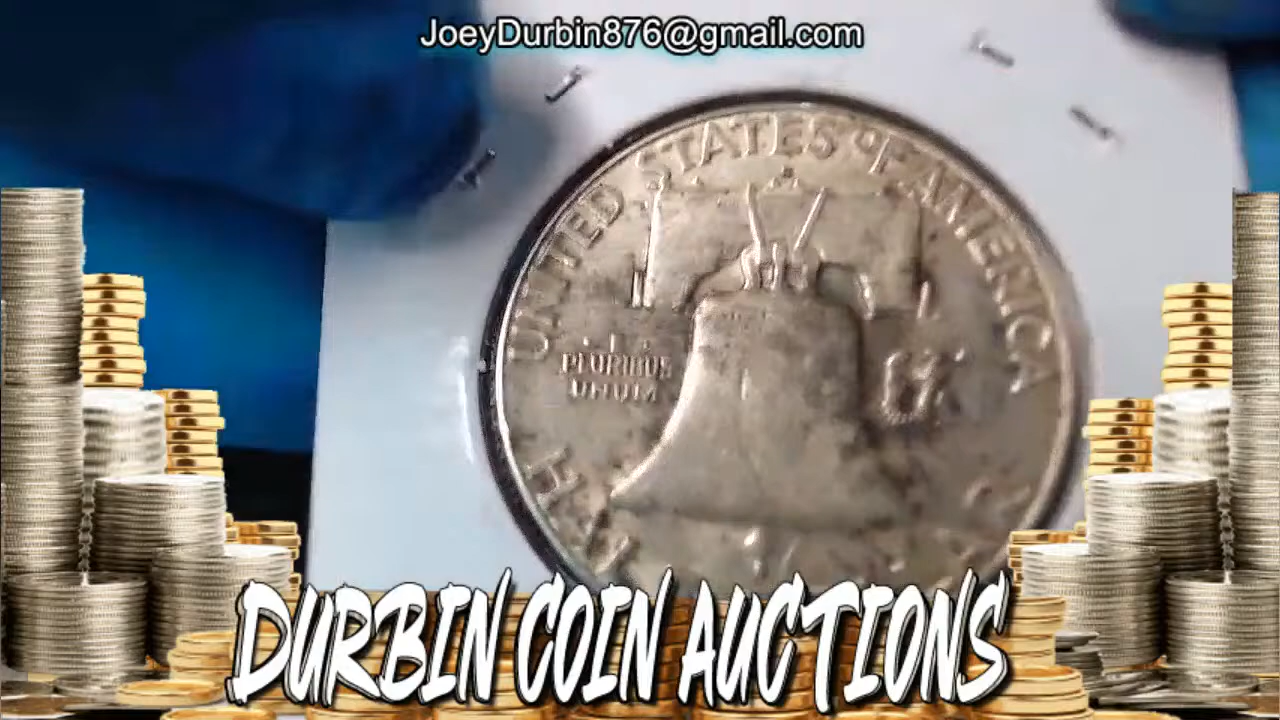 JoeyDurbin876@gmail.com
UNITED STATES OF AMERICA
PLURIBUS
UNUM
DURBIN COIN AUCTIONS